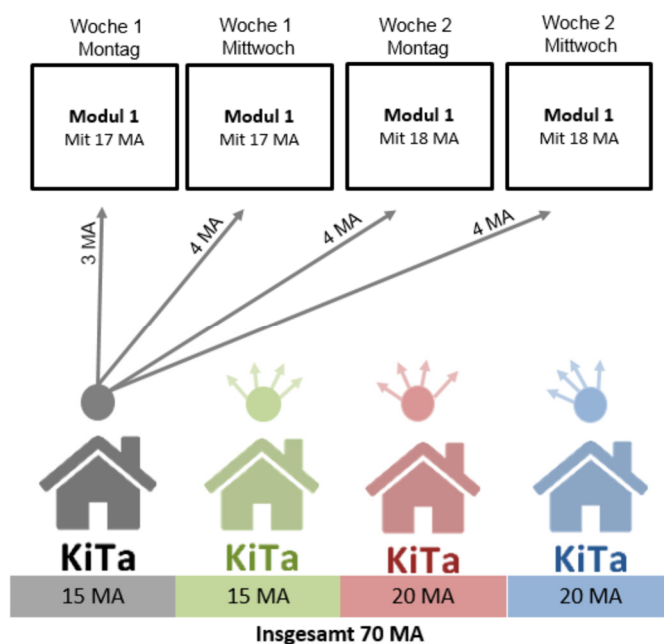 Woche 1
Montag
Woche 1
Mittwoch
Woche 2
Montag
Woche 2
Mittwoch
Modul 1
Mit 17 MA
Modul 1
Mit 17 MA
Modul 1
Mit 18 MA
Modul 1
Mit 18 MA
3 MA
4 MA
4 MA
4 MA
KiTa
KiTa
KiTa
KiTa
15 MA
15 MA
20 MA
20 MA
Insgesamt 70 MA